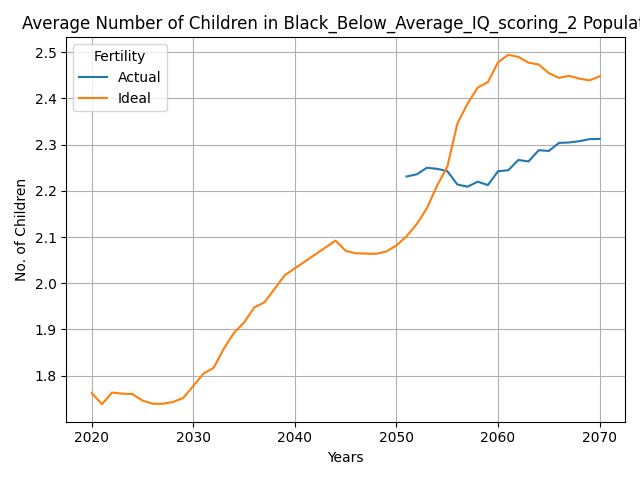 Average Number of Children in Black_Below_Average_IQ_scoring_2 Populat
Fertility
Actual
Ideal
2.5
2.4
2.3
2.2
2.1
2.0
1.9
1.8
No. of Children
2020 2030 2040 2050 2060 2070
Years